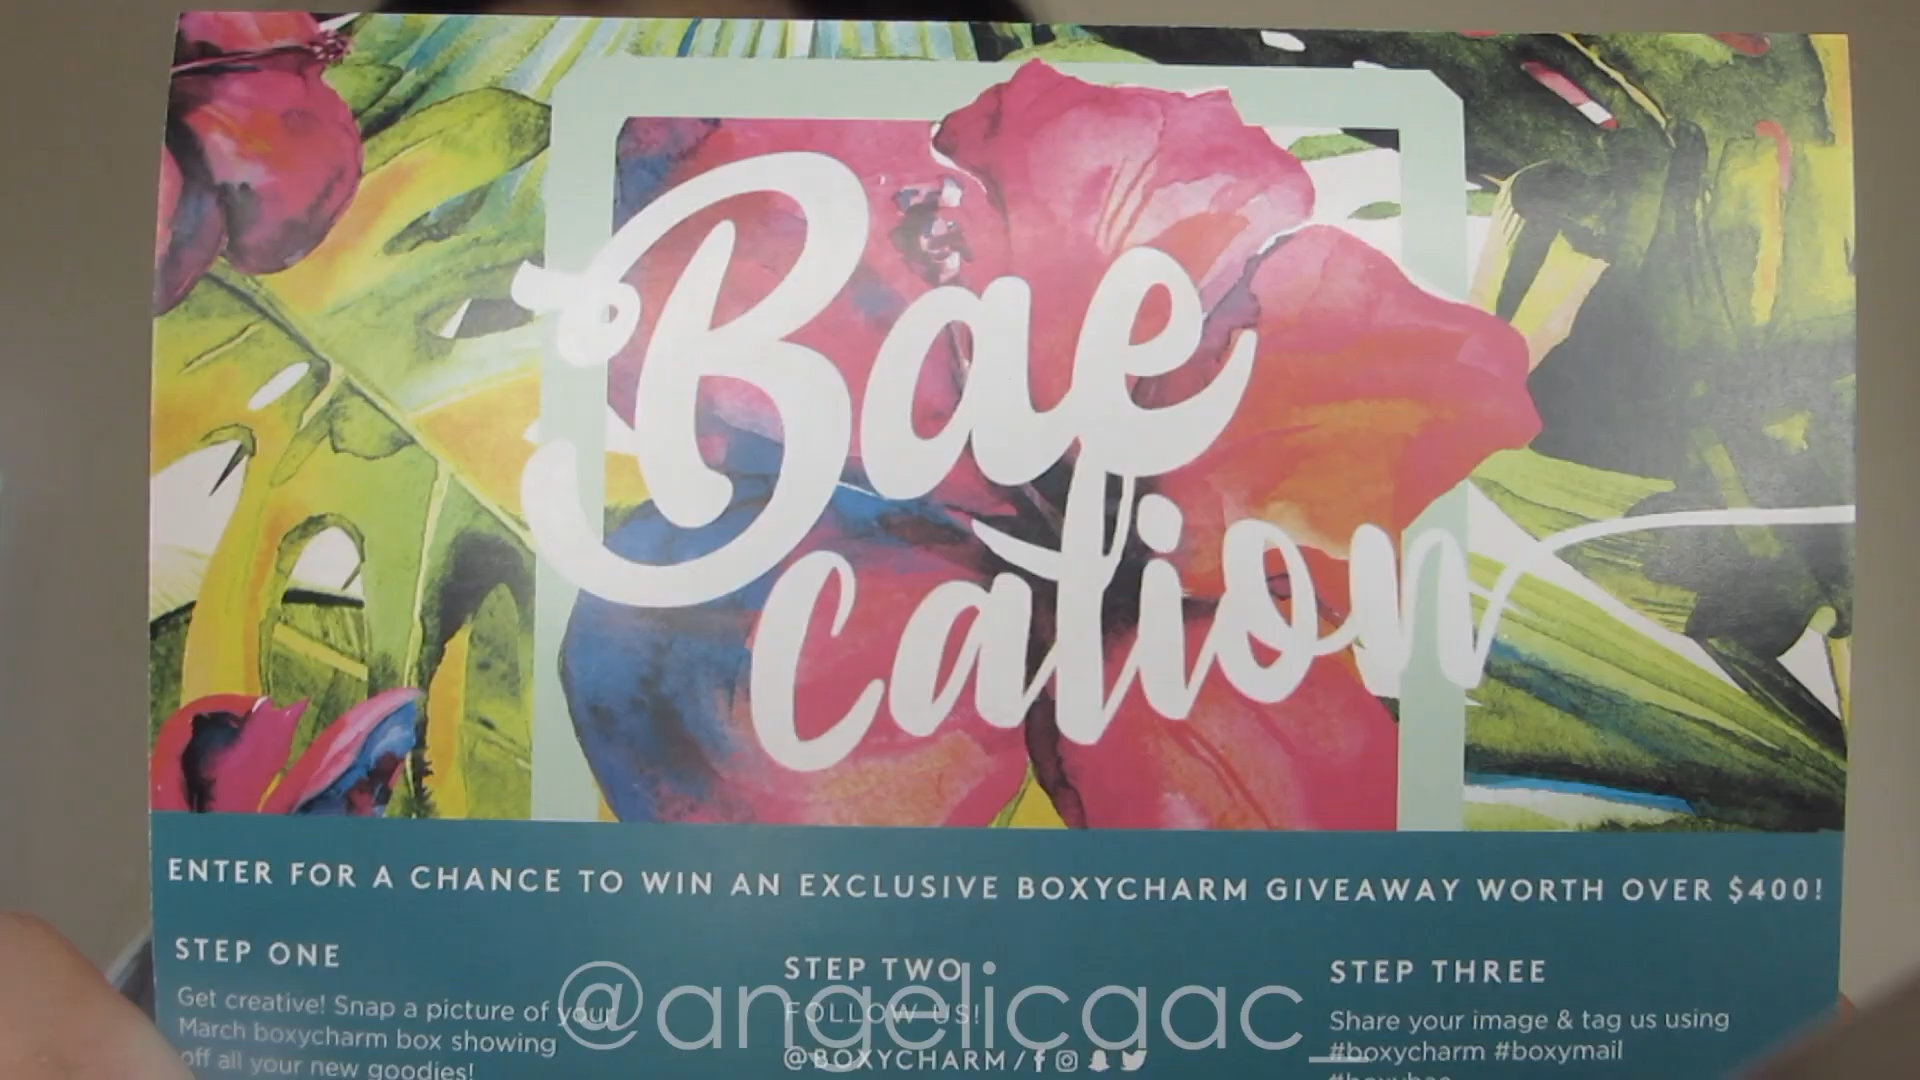 Bae
cation
ENTER FOR A CHANCE TO WIN AN EXCLUSIVE BOXYCHARM GIVEAWAY WORTH OVER $400!
STEP ONE
Get creative! Snap a picture of your
March boxycharm box showing
off all your new goodies!
STEP TWO
FOLLOW US!
@BOXYCHARM /
STEP THREE
Share your image & tag us using
#boxycharm #boxymail
#boxybae
@angelicaac_